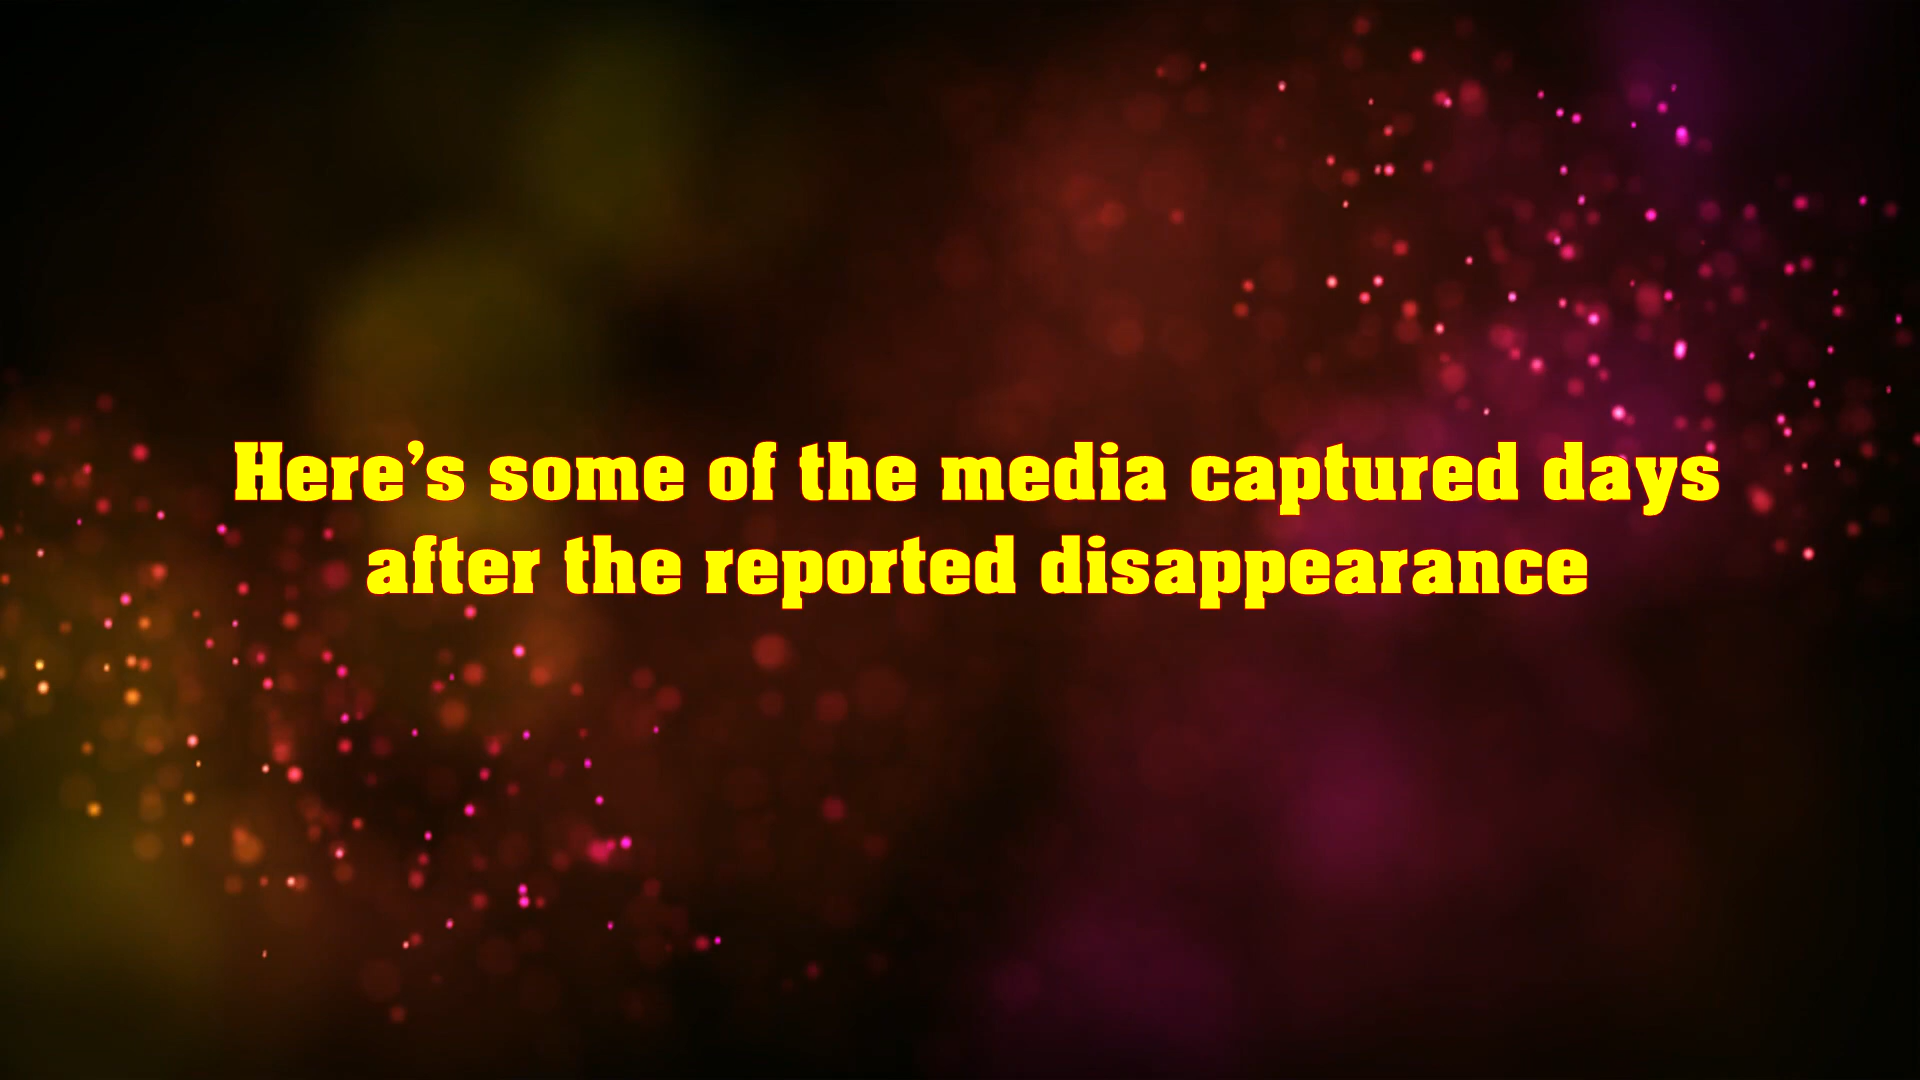 Here’s some of the media captured days
after the reported disappearance